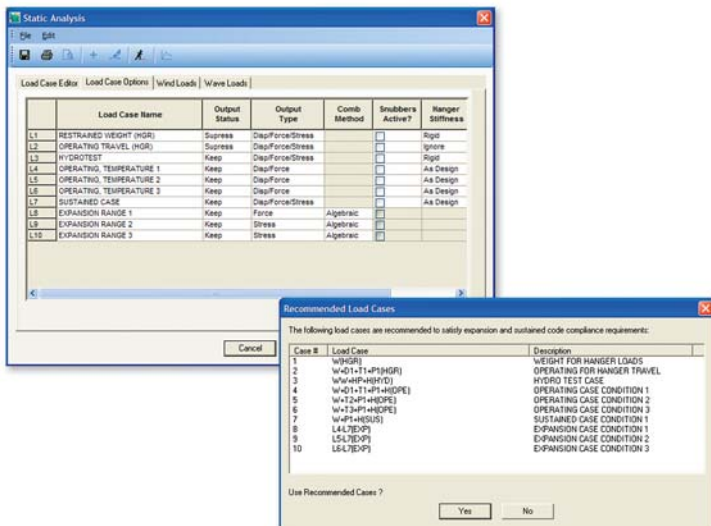 Static Analysis
File Edit
Load Case Editor Load Case Options Wind Loads Wave Loads
Load Case Name Output Status Output Type Comb Method Snubbers Active? Hanger Stiffness
L1 RESTRAINED WEIGHT (HGR) Supress Disp/Force/Stress Rigid
L2 OPERATING TRAVEL (HGR) Supress Disp/Force/Stress Ignore
L3 HYDROTEST Keep Disp/Force/Stress Rigid
L4 OPERATING, TEMPERATURE 1 Keep Disp/Force As Design
L5 OPERATING, TEMPERATURE 2 Keep Disp/Force As Design
L6 OPERATING, TEMPERATURE 3 Keep Disp/Force As Design
L7 SUSTAINED CASE Keep Disp/Force/Stress As Design
L8 EXPANSION RANGE 1 Keep Force Algebraic
L9 EXPANSION RANGE 2 Keep Stress Algebraic
L10 EXPANSION RANGE 3 Keep Stress Algebraic
Cancel
Recommended Load Cases
The following load cases are recommended to satisfy expansion and sustained code compliance requirements:
Case # Load Case Description
1 W(HGR) WEIGHT FOR HANGER LOADS
2 W+D1+T1+P1(HGR) OPERATING FOR HANGER TRAVEL
3 WW+HP+H(HYD) HYDRO TEST CASE
4 W+D1+T1+P1+H(OPE) OPERATING CASE CONDITION 1
5 W+T2+P1+H(OPE) OPERATING CASE CONDITION 2
6 W+T3+P1+H(OPE) OPERATING CASE CONDITION 3
7 W+P1+H(SUS) SUSTAINED CASE CONDITION 1
8 L4-L7(EXP) EXPANSION CASE CONDITION 1
9 L5-L7(EXP) EXPANSION CASE CONDITION 2
10 L6-L7(EXP) EXPANSION CASE CONDITION 3
Use Recommended Cases ?
Yes No